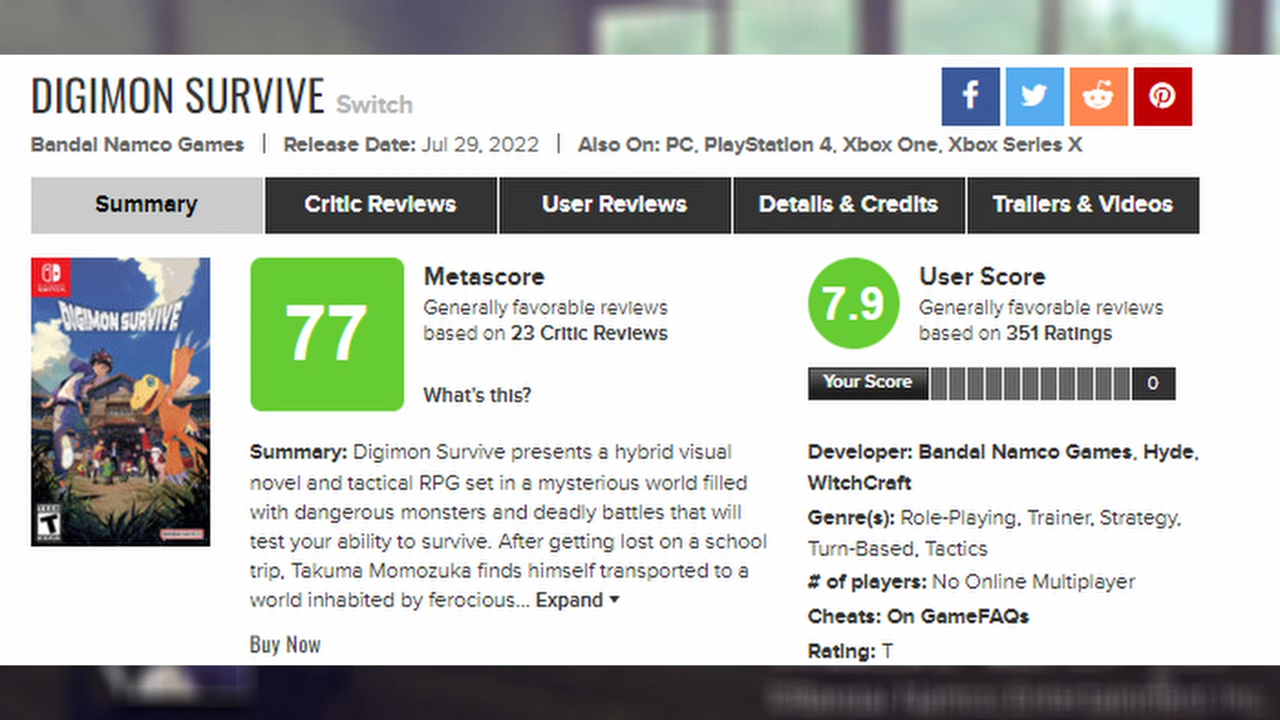 DIGIMON SURVIVE Switch
Bandai Namco Games | Release Date: Jul 29, 2022 | Also On: PC, PlayStation 4, Xbox One, Xbox Series X
Summary Critic Reviews User Reviews Details & Credits Trailers & Videos
DIGIMON SURVIVE
T
77
Metascore
Generally favorable reviews
based on 23 Critic Reviews
What's this?
7.9
User Score
Generally favorable reviews
based on 351 Ratings
Your Score 0
Summary: Digimon Survive presents a hybrid visual
novel and tactical RPG set in a mysterious world filled
with dangerous monsters and deadly battles that will
test your ability to survive. After getting lost on a school
trip, Takuma Momozuka finds himself transported to a
world inhabited by ferocious... Expand
Buy Now
Developer: Bandai Namco Games, Hyde,
WitchCraft
Genre(s): Role-Playing, Trainer, Strategy,
Turn-Based, Tactics
# of players: No Online Multiplayer
Cheats: On GameFAQs
Rating: T